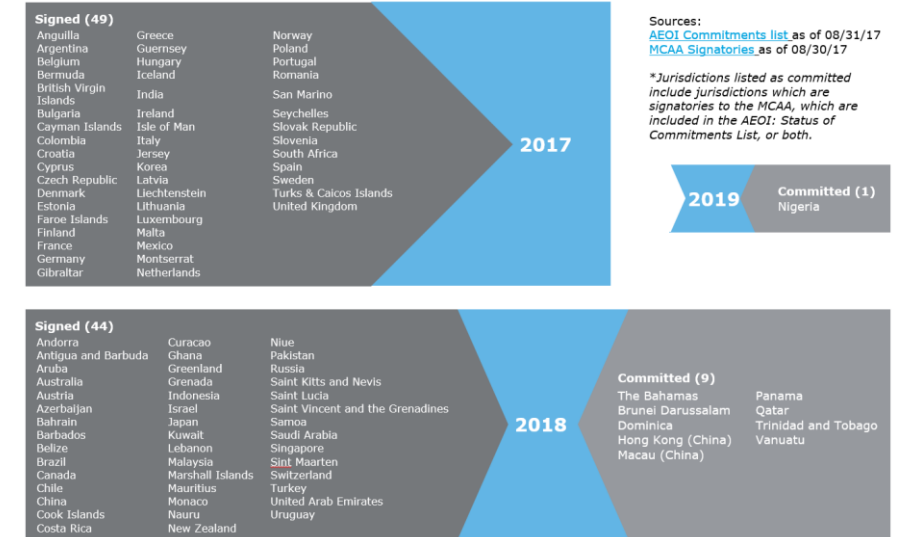 Signed (49)
Anguilla
Argentina
Belgium
Bermuda
British Virgin
Islands
Bulgaria
Cayman Islands
Colombia
Croatia
Cyprus
Czech Republic
Denmark
Estonia
Faroe Islands
Finland
France
Germany
Gibraltar
Greece
Guernsey
Hungary
Iceland
India
Ireland
Isle of Man
Italy
Jersey
Korea
Latvia
Liechtenstein
Lithuania
Luxembourg
Malta
Mexico
Montserrat
Netherlands
Norway
Poland
Portugal
Romania
San Marino
Seychelles
Slovak Republic
Slovenia
South Africa
Spain
Sweden
Turks & Caicos Islands
United Kingdom
2017
Sources:
AEOI Commitments list as of 08/31/17
MCAA Signatories as of 08/30/17
*Jurisdictions listed as committed
include jurisdictions which are
signatories to the MCAA, which are
included in the AEOI: Status of
Commitments List, or both.
2019
Committed (1)
Nigeria
Signed (44)
Andorra
Antigua and Barbuda
Aruba
Australia
Austria
Azerbaijan
Bahrain
Barbados
Belize
Brazil
Canada
Chile
China
Cook Islands
Costa Rica
Curacao
Ghana
Greenland
Grenada
Indonesia
Israel
Japan
Kuwait
Lebanon
Malaysia
Marshall Islands
Mauritius
Monaco
Nauru
New Zealand
Niue
Pakistan
Russia
Saint Kitts and Nevis
Saint Lucia
Saint Vincent and the Grenadines
Samoa
Saudi Arabia
Singapore
Sint Maarten
Switzerland
Turkey
United Arab Emirates
Uruguay
2018
Committed (9)
The Bahamas
Brunei Darussalam
Dominica
Hong Kong (China)
Macau (China)
Panama
Qatar
Trinidad and Tobago
Vanuatu